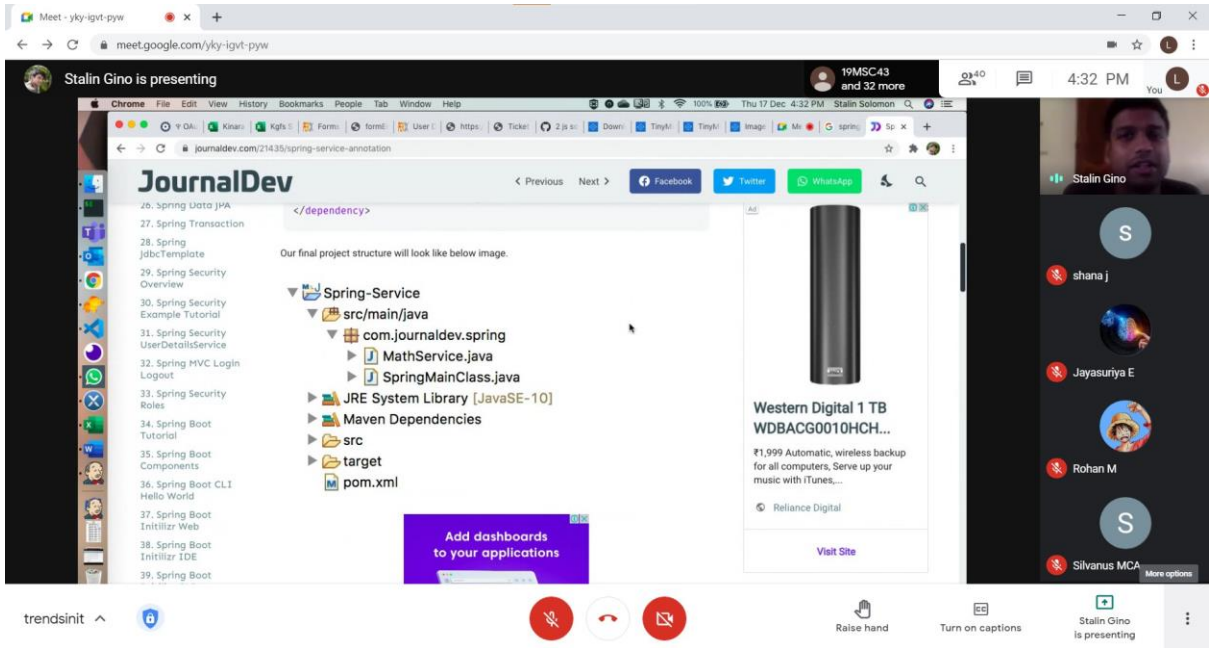 Meet - yky-igvt-pyw
meet.google.com/yky-igvt-pyw
L
Stalin Gino is presenting
19MSC43
and 32 more
40
4:32 PM
You
L
Chrome File Edit View History Bookmarks People Tab Window Help
100%
Thu 17 Dec 4:32 PM Stalin Solomon
journaldev.com/21435/spring-service-annotation
JournalDev
< Previous Next >
Facebook
Twitter
WhatsApp
26. Spring Data JPA
27. Spring Transaction
28. Spring
JdbcTemplate
29. Spring Security
Overview
30. Spring Security
Example Tutorial
31. Spring Security
UserDetailsService
32. Spring MVC Login
Logout
33. Spring Security
Roles
34. Spring Boot
Tutorial
35. Spring Boot
Components
36. Spring Boot CLI
Hello World
37. Spring Boot
Initilizr Web
38. Spring Boot
Initilizr IDE
39. Spring Boot
</dependency>
Our final project structure will look like below image.
Spring-Service
src/main/java
com.journaldev.spring
MathService.java
SpringMainClass.java
JRE System Library [JavaSE-10]
Maven Dependencies
src
target
pom.xml
Add dashboards
to your applications
Ad
Western Digital 1 TB
WDBACG0010HCH...
₹1,999 Automatic, wireless backup
for all computers, Serve up your
music with iTunes,...
Reliance Digital
Visit Site
Stalin Gino
S
shana j
Jayasuriya E
Rohan M
S
Silvanus MCA
More options
trendsinit
Raise hand
CC
Turn on captions
Stalin Gino
is presenting